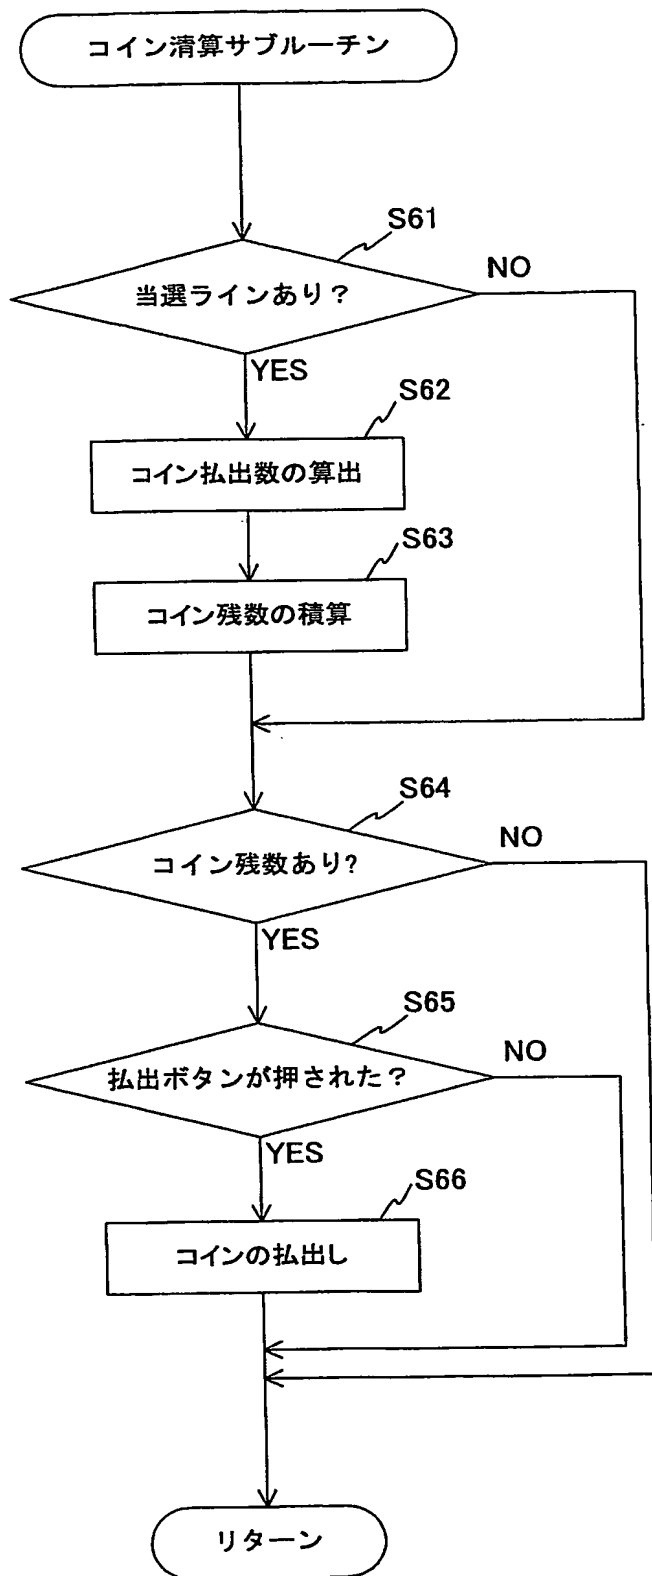 コイン清算サブルーチン
S61
当選ラインあり？
NO
YES
S62
コイン払出数の算出
S63
コイン残数の積算
S64
コイン残数あり?
NO
YES
S65
払出ボタンが押された？
NO
YES
S66
コインの払出し
リターン